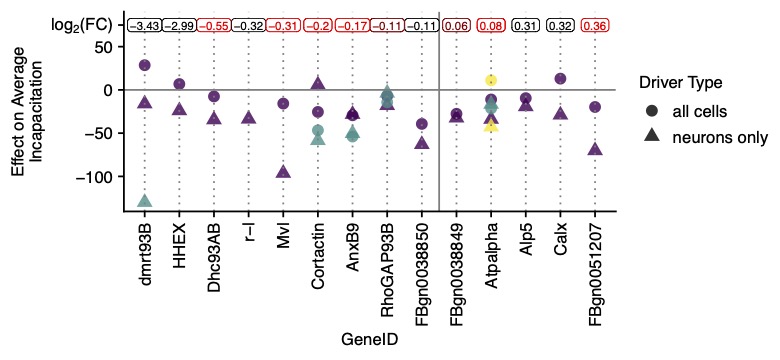 log₂(FC) −3.43 −2.99 −0.55 −0.32 −0.31 −0.2 −0.17 −0.11 −0.11 0.06 0.08 0.31 0.32 0.36
50
0
−50
−100
Effect on Average
Incapacitation
dmrt93B
HHEX
Dhc93AB
r−l
Mvl
Cortactin
AnxB9
RhoGAP93B
FBgn0038850
FBgn0038849
Atpalpha
Alp5
Calx
FBgn0051207
GeneID
Driver Type
all cells
neurons only